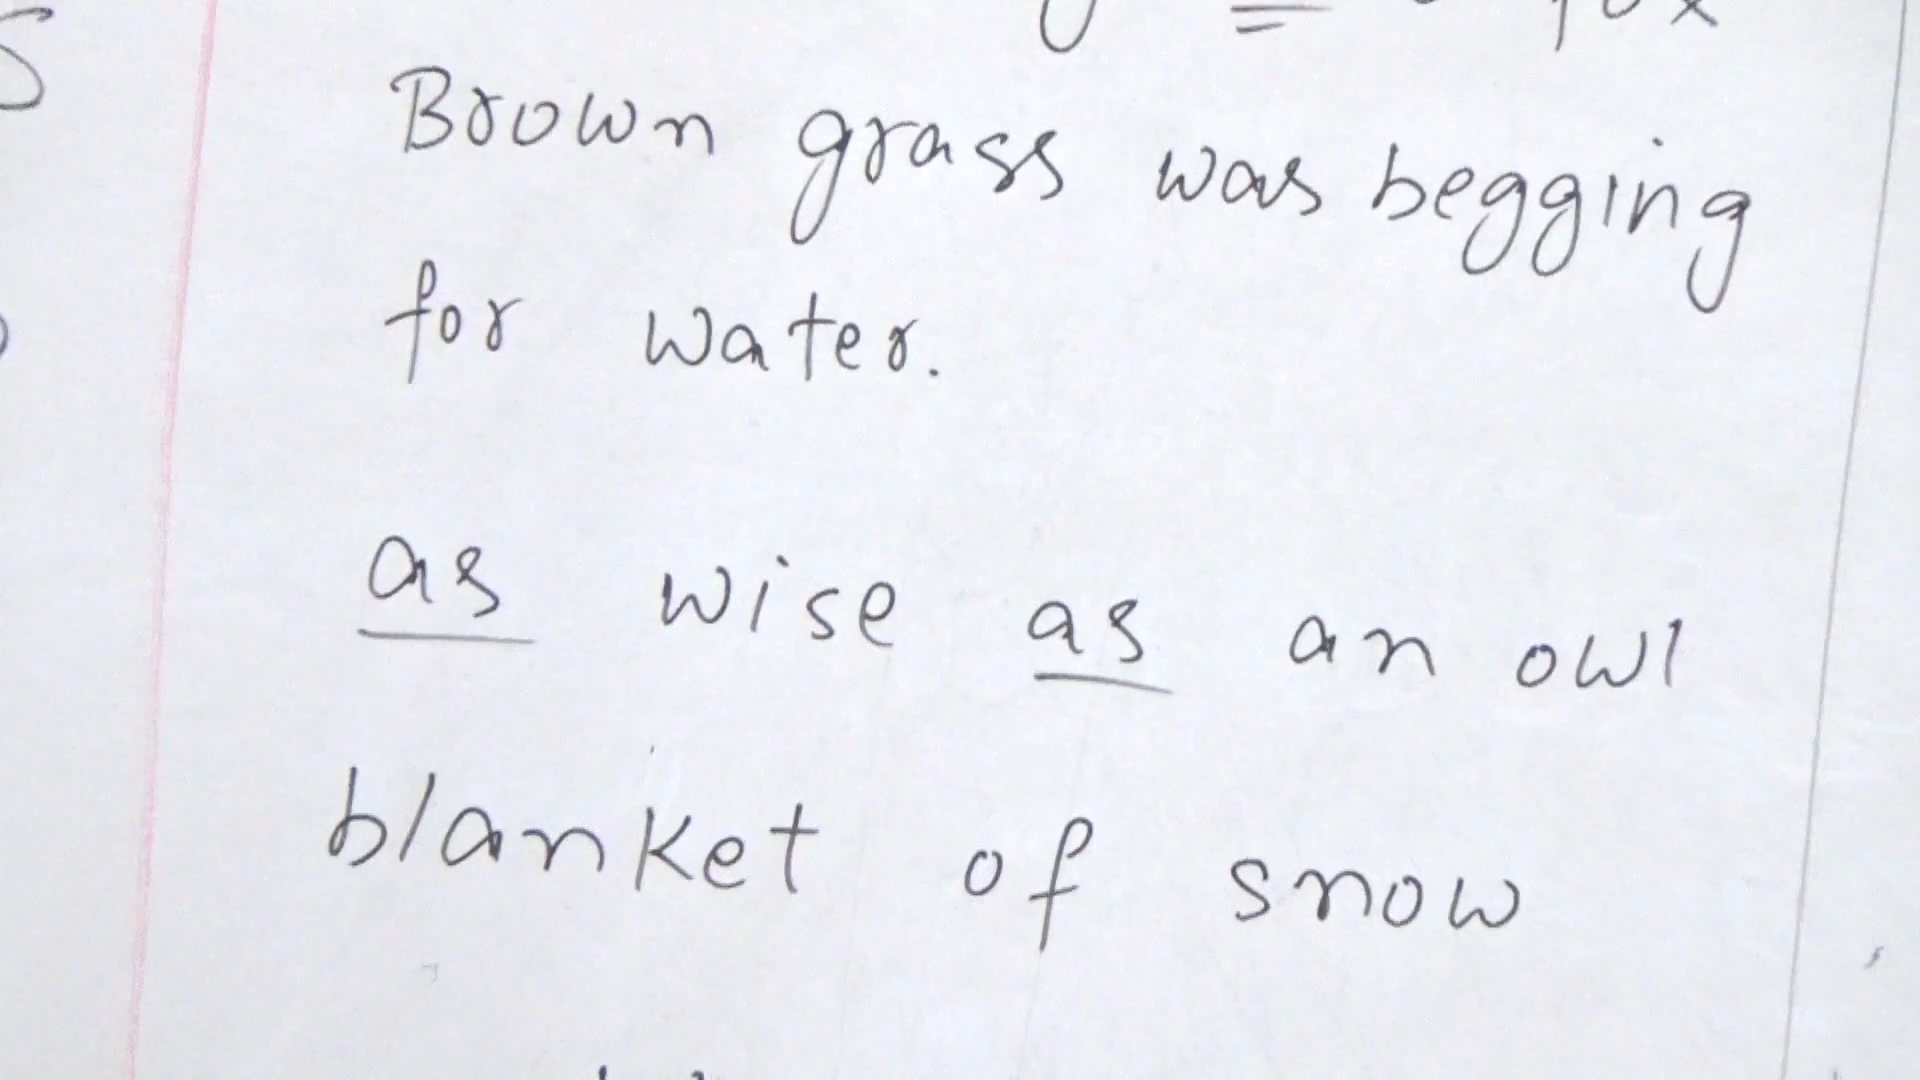 Brown grass was begging
for water.
as wise as an owl
blanket of snow